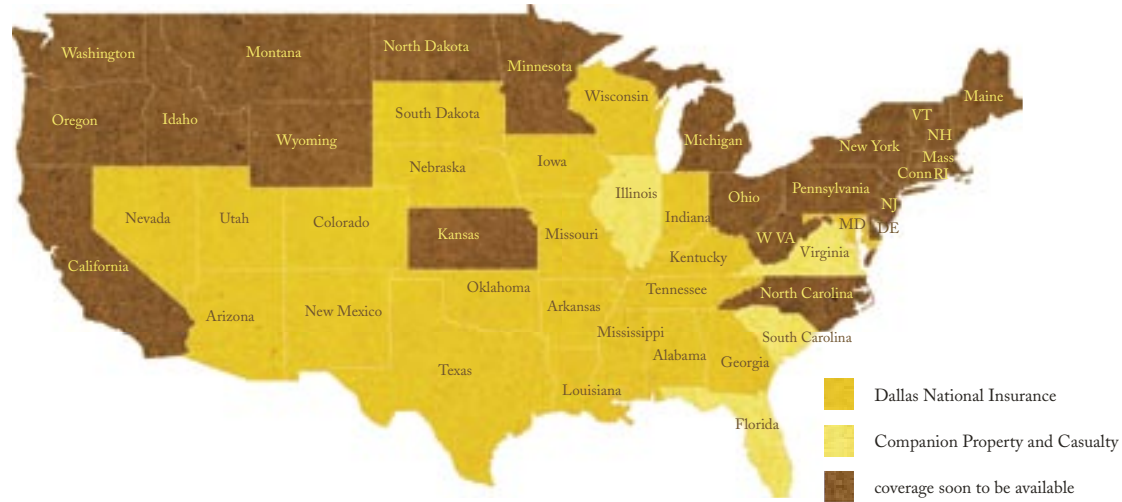 Washington
Montana
North Dakota
Minnesota
Maine
Oregon
Idaho
Wyoming
South Dakota
Wisconsin
Michigan
New York
VT
NH
Mass
Conn
RI
Nebraska
Iowa
Illinois
Indiana
Ohio
Pennsylvania
NJ
Nevada
Utah
Colorado
Kansas
Missouri
Kentucky
W VA
Virginia
MD
DE
California
Arizona
New Mexico
Oklahoma
Arkansas
Tennessee
North Carolina
Texas
Louisiana
Mississippi
Alabama
Georgia
South Carolina
Florida
Dallas National Insurance
Companion Property and Casualty
coverage soon to be available